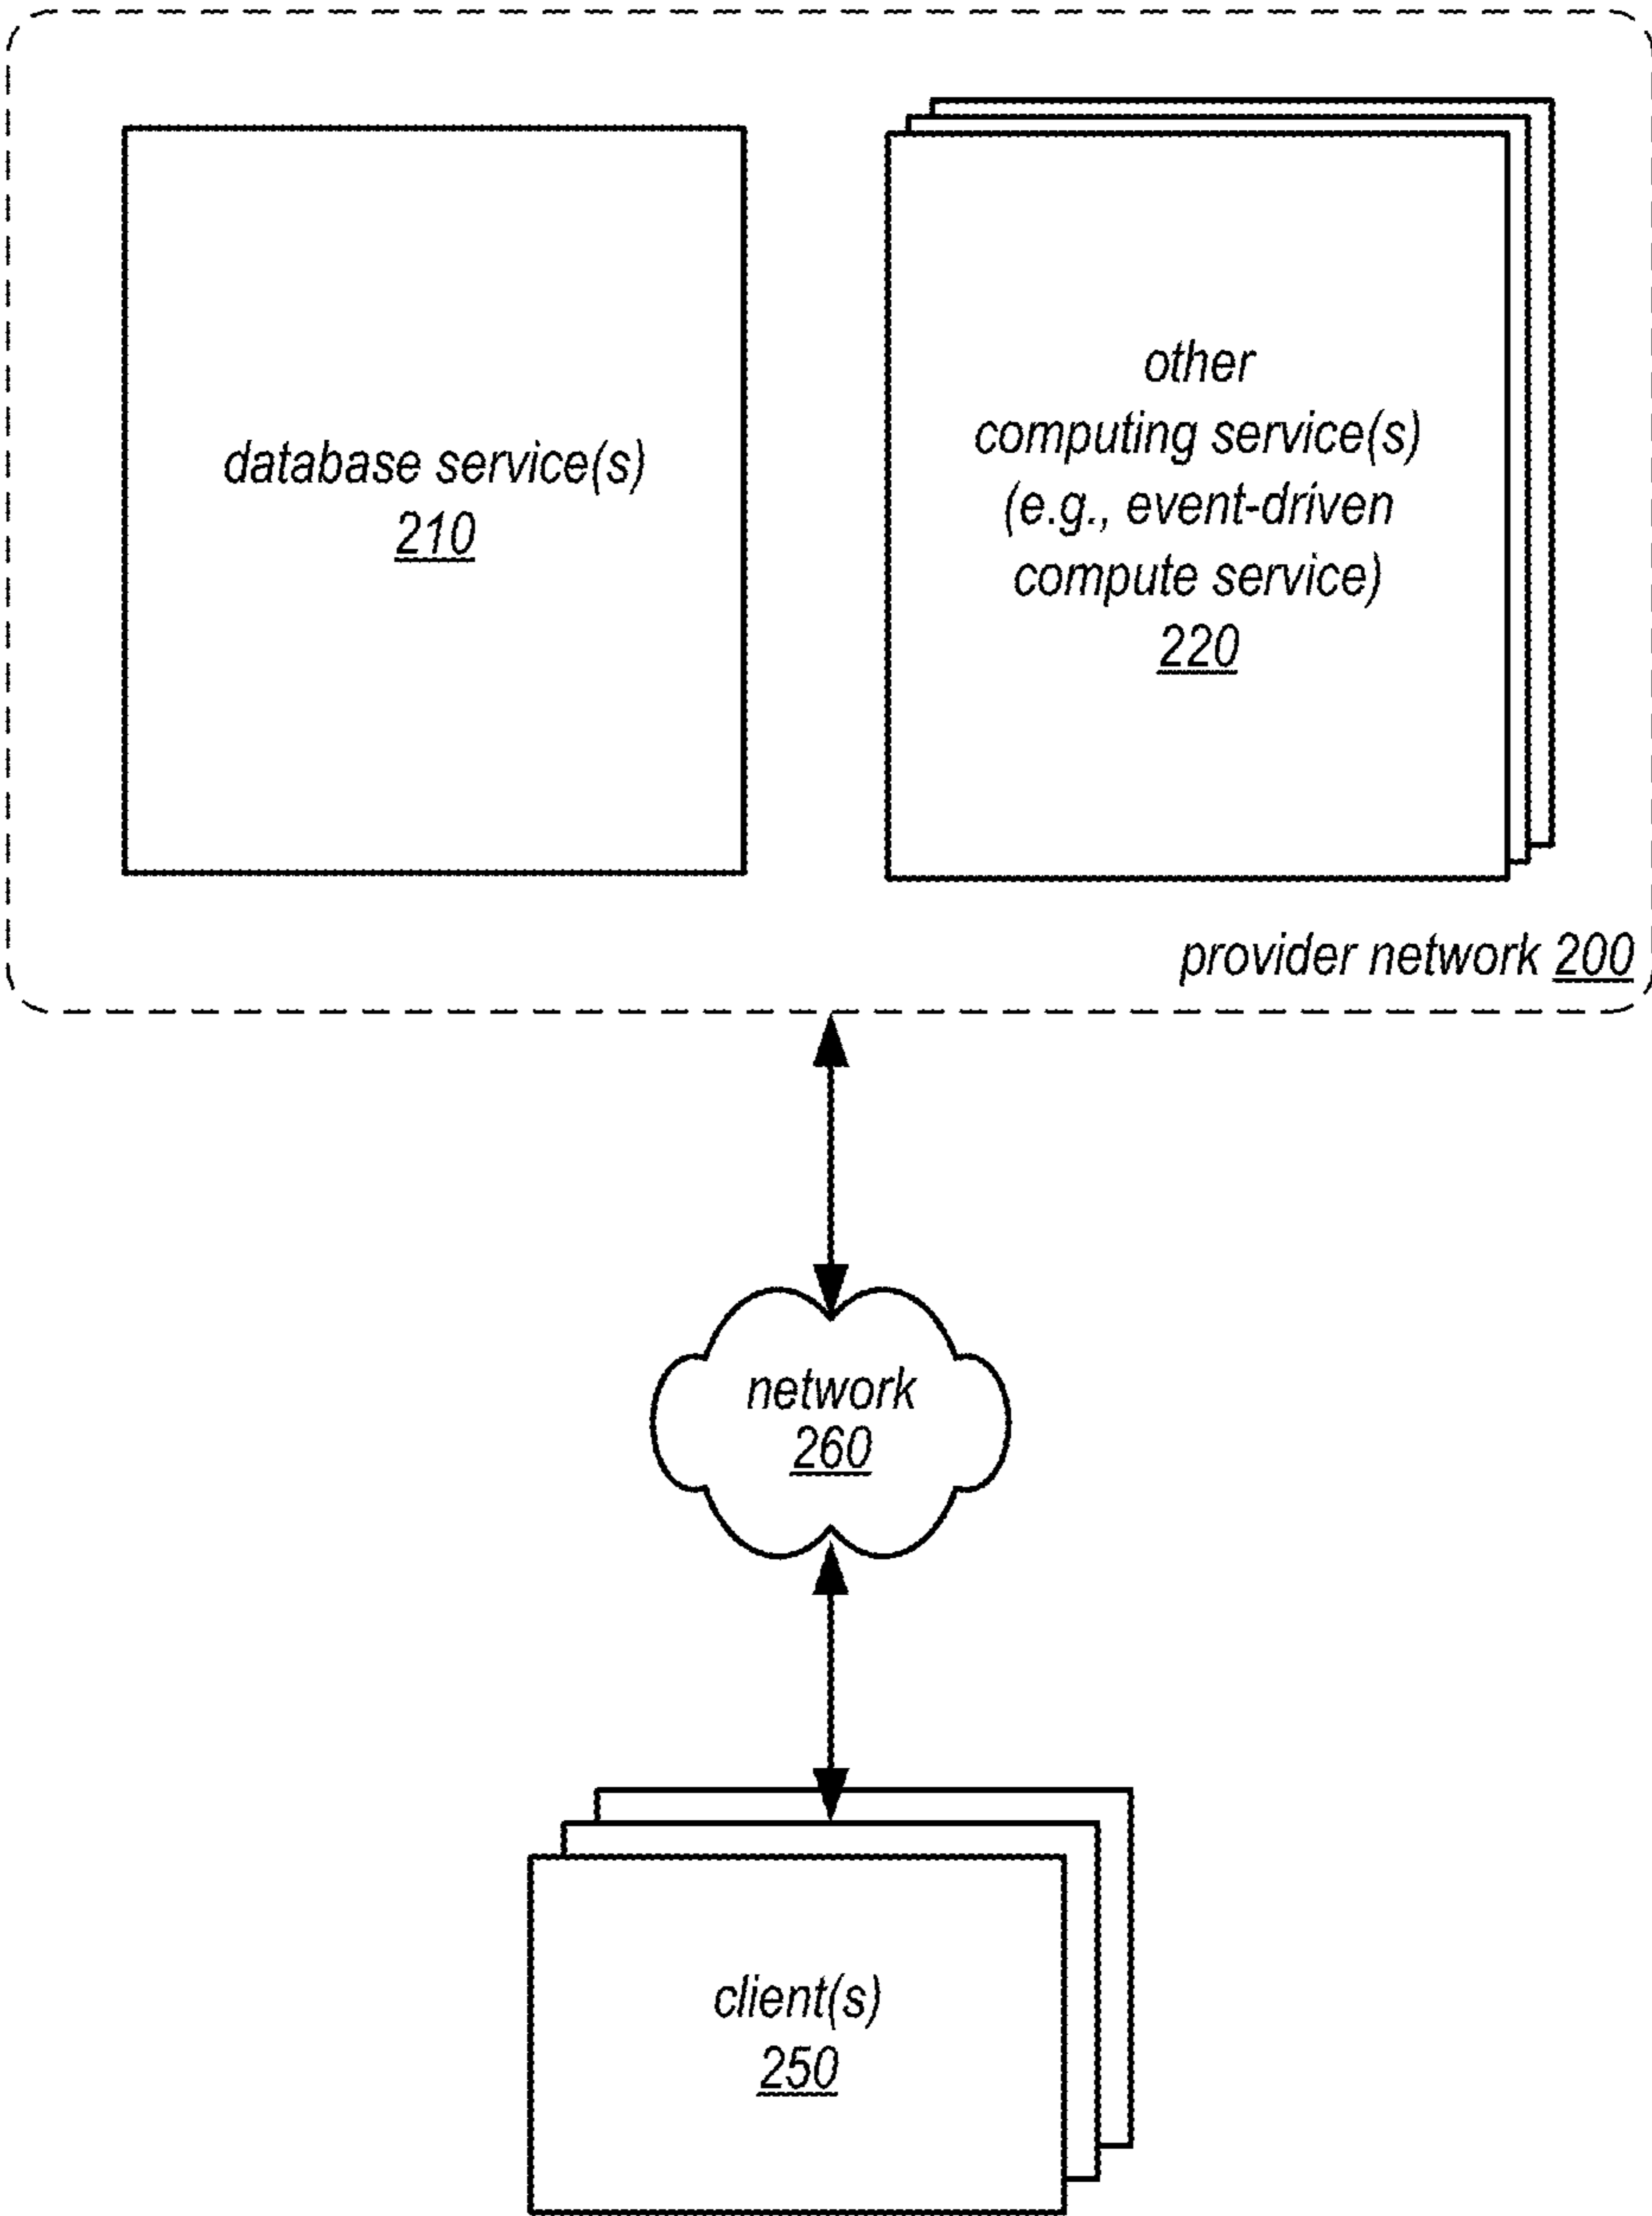 database service(s)
210
other
computing service(s)
(e.g., event-driven
compute service)
220
provider network 200
network
260
client(s)
250